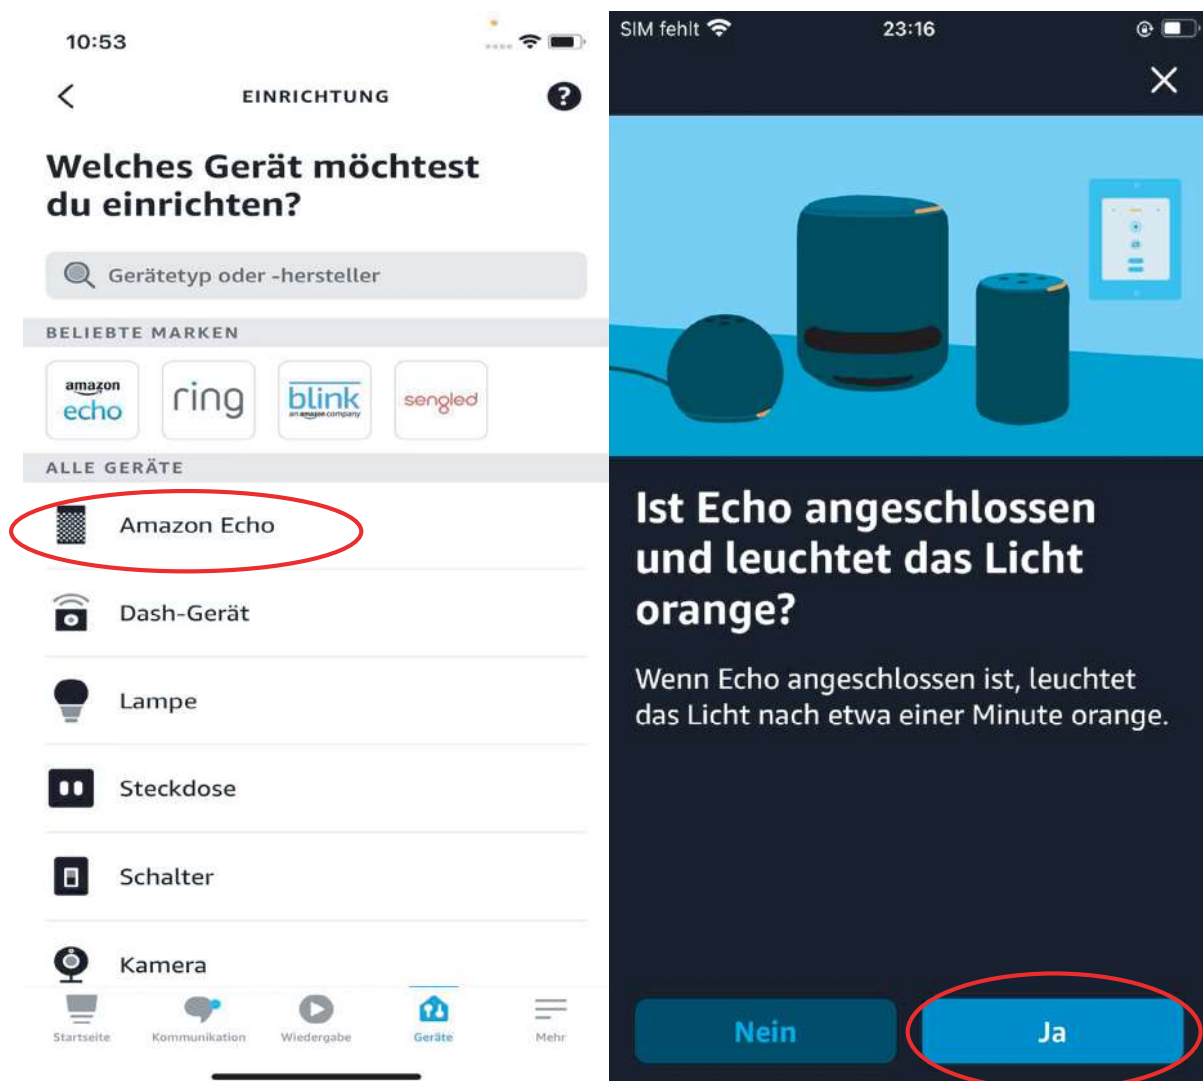 10:53
EINRICHTUNG
?
Welches Gerät möchtest
du einrichten?
Gerätetyp oder -hersteller
BELIEBTE MARKEN
amazon
echo
ring
blink
an amazon company
sengled
ALLE GERÄTE
Amazon Echo
Dash-Gerät
Lampe
Steckdose
Schalter
Kamera
Startseite
Kommunikation
Wiedergabe
Geräte
Mehr
SIM fehlt
23:16
Ist Echo angeschlossen
und leuchtet das Licht
orange?
Wenn Echo angeschlossen ist, leuchtet
das Licht nach etwa einer Minute orange.
Nein
Ja